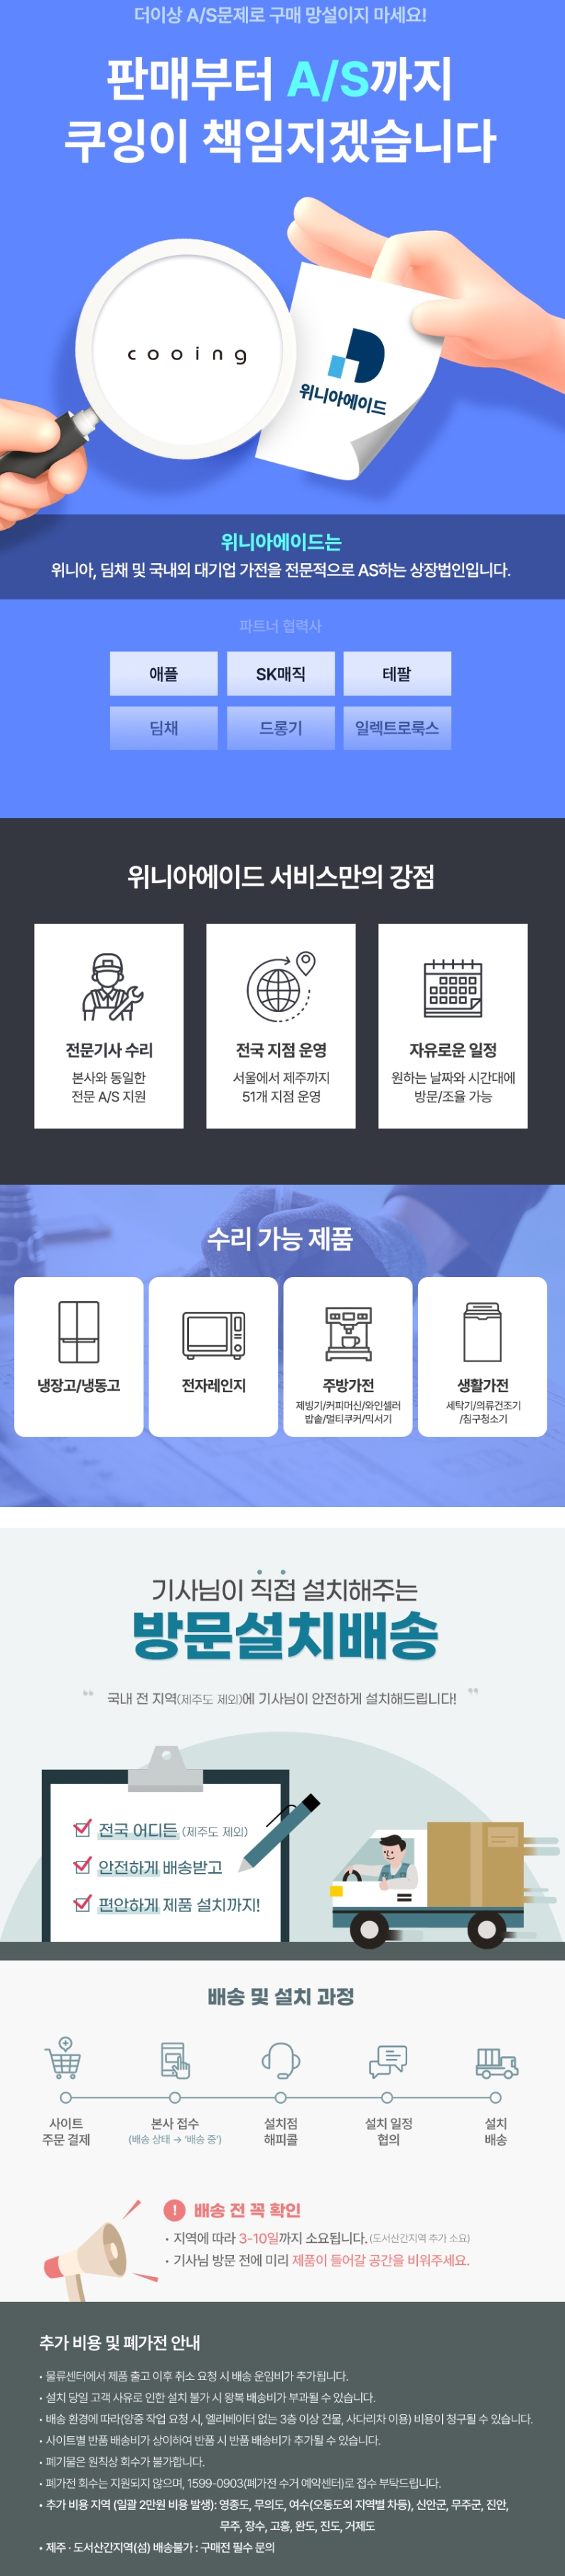 더이상 A/S문제로 구매 망설이지 마세요!
판매부터 A/S까지
쿠잉이 책임지겠습니다
cooing
위니아에이드
위니아에이드는
위니아, 딤채 및 국내외 대기업 가전을 전문적으로 AS하는 상장법인입니다.
파트너 협력사
애플
SK매직
테팔
딤채
드롱기
일렉트로룩스
위니아에이드 서비스만의 강점
전문기사 수리
본사와 동일한
전문 A/S 지원
전국 지점 운영
서울에서 제주까지
51개 지점 운영
자유로운 일정
원하는 날짜와 시간대에
방문/조율 가능
수리 가능 제품
냉장고/냉동고
전자레인지
주방가전
제빙기/커피머신/와인셀러
밥솥/멀티쿠커/믹서기
생활가전
세탁기/의류건조기
/침구청소기
기사님이 직접 설치해주는
방문설치배송
“ 국내 전 지역(제주도 제외)에 기사님이 안전하게 설치해드립니다! ”
전국 어디든 (제주도 제외)
안전하게 배송받고
편안하게 제품 설치까지!
배송 및 설치 과정
사이트
주문 결제
본사 접수
(배송 상태 → '배송 중')
설치점
해피콜
설치 일정
협의
설치
배송
! 배송 전 꼭 확인
• 지역에 따라 3-10일까지 소요됩니다. (도서산간지역 추가 소요)
• 기사님 방문 전에 미리 제품이 들어갈 공간을 비워주세요.
추가 비용 및 폐가전 안내
• 물류센터에서 제품 출고 이후 취소 요청 시 배송 운임비가 추가됩니다.
• 설치 당일 고객 사유로 인한 설치 불가 시 왕복 배송비가 부과될 수 있습니다.
• 배송 환경에 따라(양중 작업 요청 시, 엘리베이터 없는 3층 이상 건물, 사다리차 이용) 비용이 청구될 수 있습니다.
• 사이트별 반품 배송비가 상이하여 반품 시 반품 배송비가 추가될 수 있습니다.
• 폐기물은 원칙상 회수가 불가합니다.
• 폐가전 회수는 지원되지 않으며, 1599-0903(폐가전 수거 예약센터)로 접수 부탁드립니다.
• 추가 비용 지역 (일괄 2만원 비용 발생): 영종도, 무의도, 여수(오동도외 지역별 차등), 신안군, 무주군, 진안,
무주, 장수, 고흥, 완도, 진도, 거제도
• 제주 · 도서산간지역(섬) 배송불가 : 구매전 필수 문의